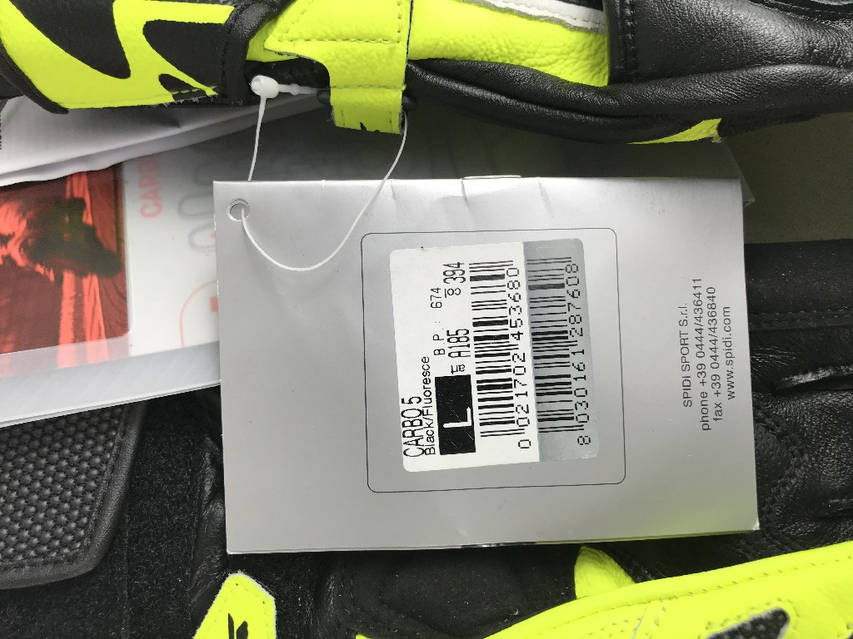 CARBO 5
Black/Fluoresce
L
B.P.: 674
A185 8 394
0 021702 453680
8 030161 287608
SPIDI SPORT S.r.l.
phone +39 0444/436411
fax +39 0444/436840
www.spidi.com